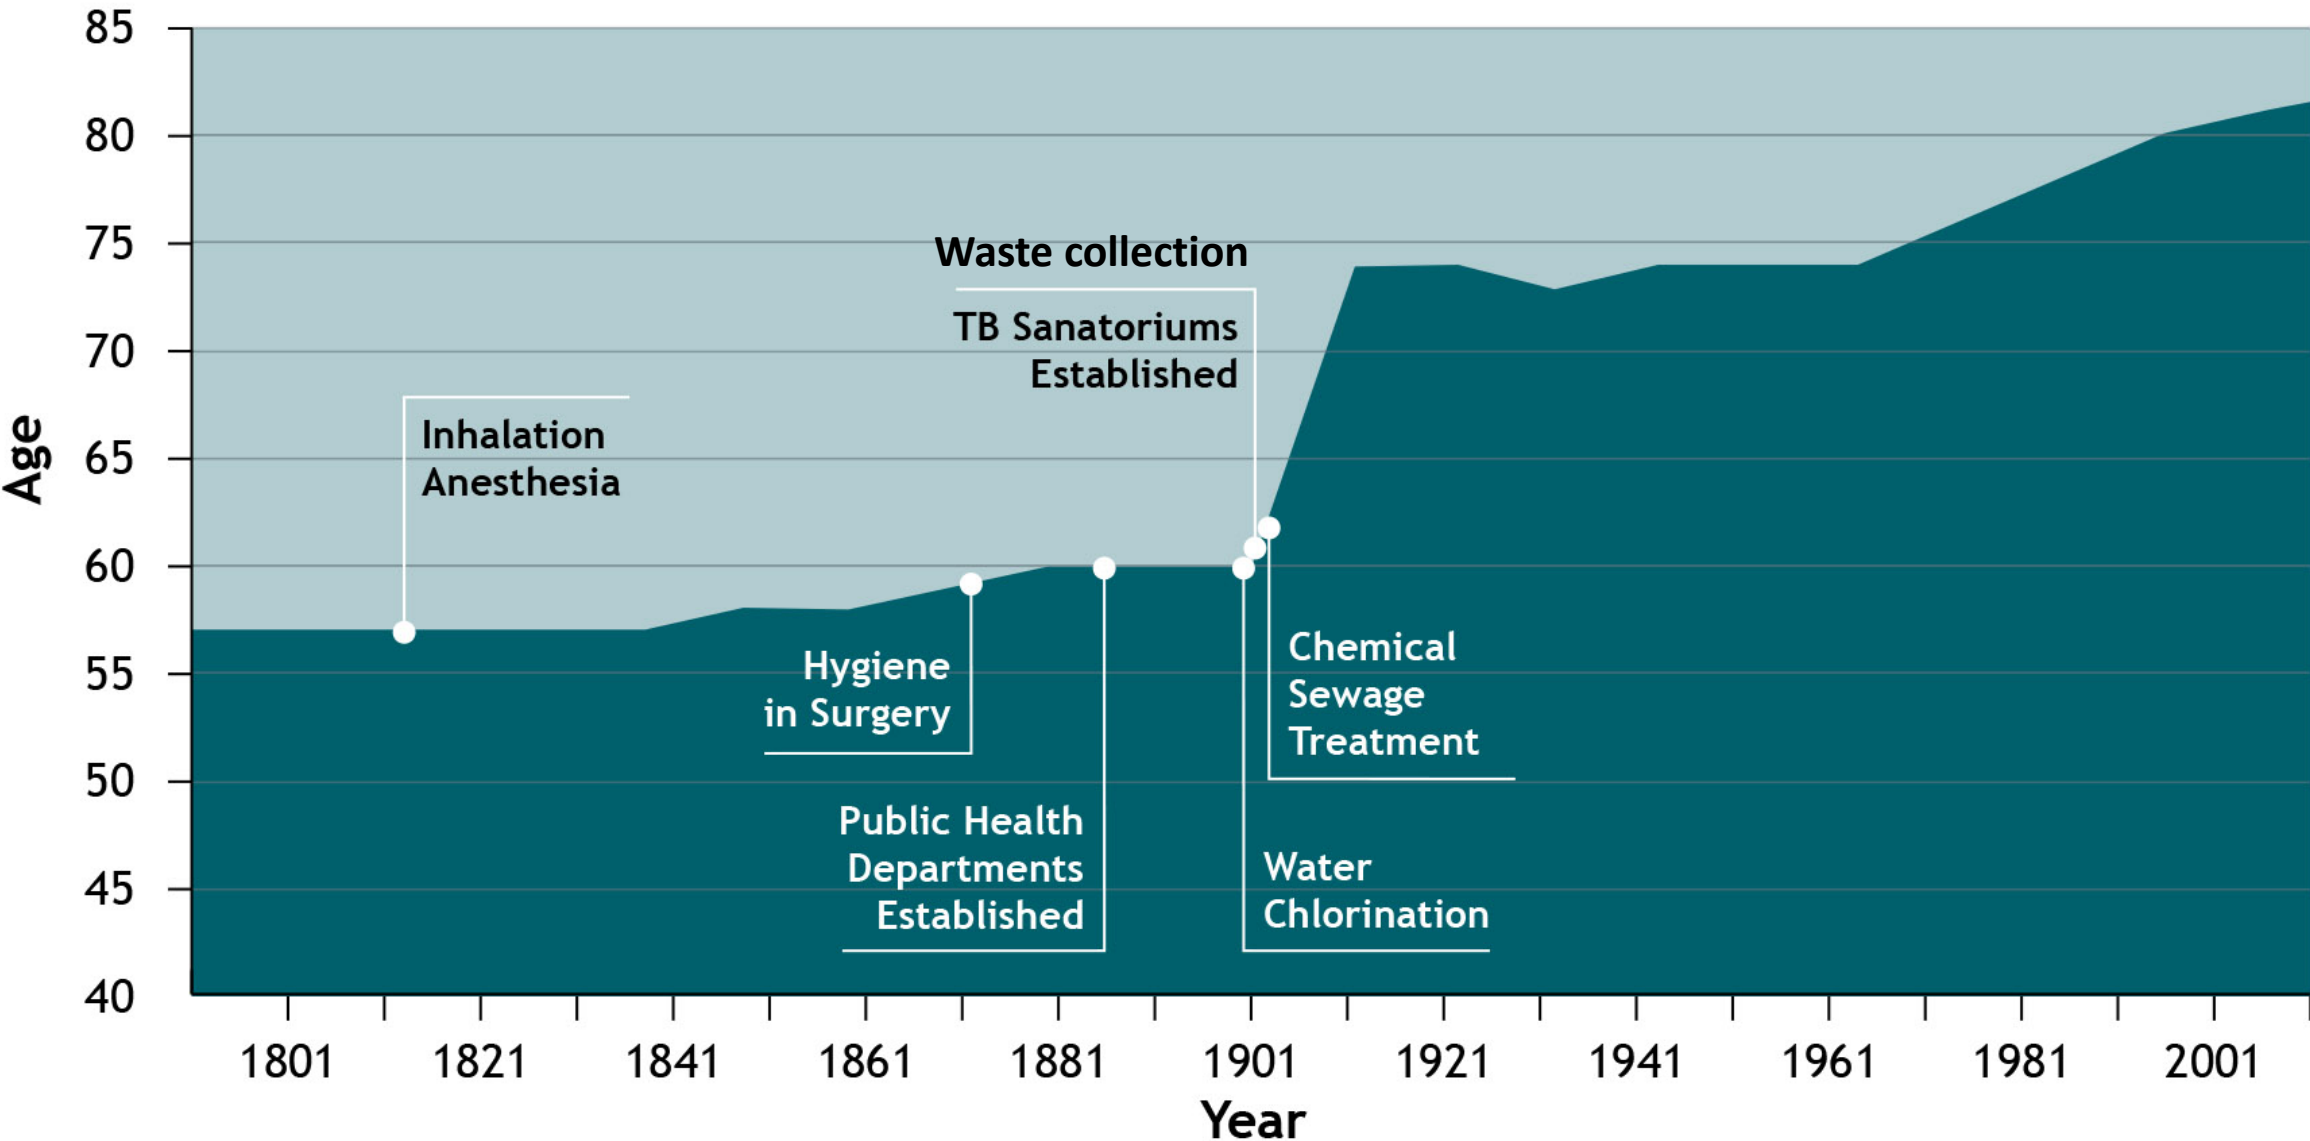 85
80
75
70
65
60
55
50
45
40
Age
Waste collection
TB Sanatoriums
Established
Inhalation
Anesthesia
Hygiene
in Surgery
Public Health
Departments
Established
Chemical
Sewage
Treatment
Water
Chlorination
1801 1821 1841 1861 1881 1901 1921 1941 1961 1981 2001
Year